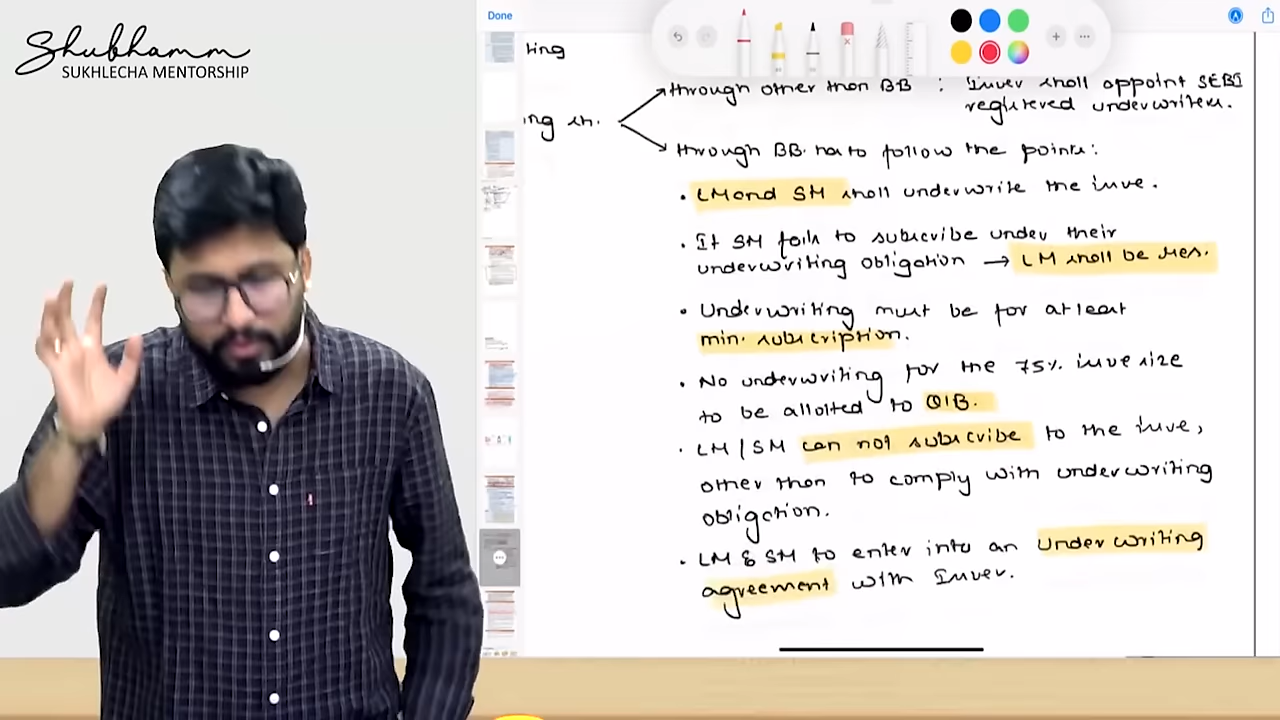 Shubhamm
SUKHLECHA MENTORSHIP
Done
ting
through other than BB : Issuer shall appoint SEBI
registered underwriters.
ng sh.
through BB. has to follow the points:
• LM and SM shall underwrite the issue.
• If SM fails to subscribe under their
underwriting obligation → LM shall be res.
• Underwriting must be for atleast
min. subscription.
• No underwriting for the 75% issue size
to be allotted to QIB.
• LM/SM can not subscribe to the issue,
other than to comply with underwriting
obligation.
• LM & SM to enter into an underwriting
agreement with Issuer.